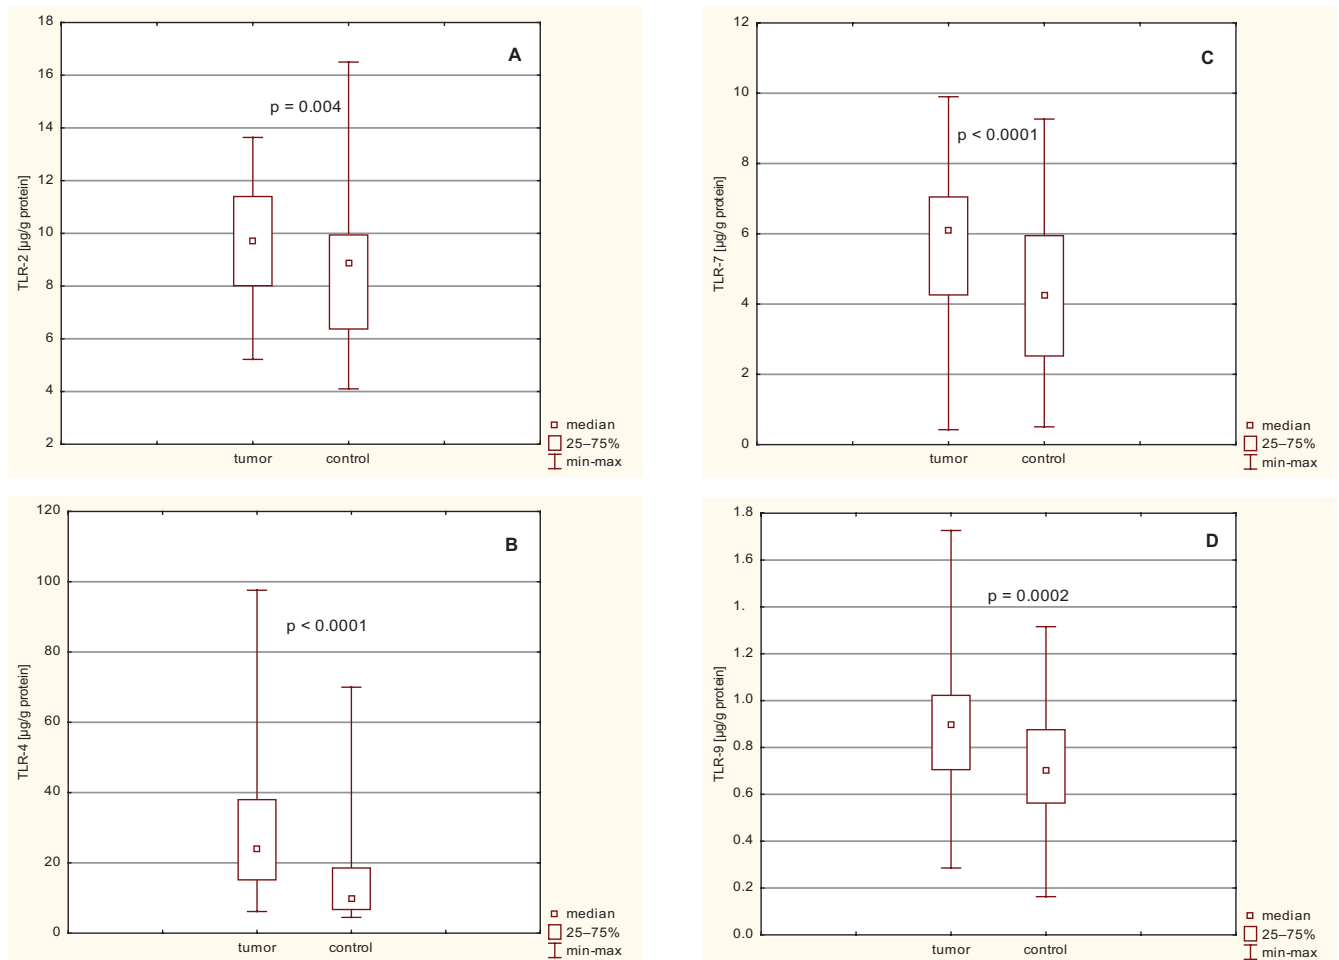 A
18
16
14
12
10
8
6
4
2
TLR-2 [µg/g protein]
p = 0.004
tumor control
median
25–75%
min-max
C
12
10
8
6
4
2
0
TLR-7 [µg/g protein]
p < 0.0001
tumor control
median
25–75%
min-max
B
120
100
80
60
40
20
0
TLR-4 [µg/g protein]
p < 0.0001
tumor control
median
25–75%
min-max
D
1.8
1.6
1.
1.2
1.0
0.8
0.6
0.4
0.2
0.0
TLR-9 [µg/g protein]
p = 0.0002
tumor control
median
25–75%
min-max